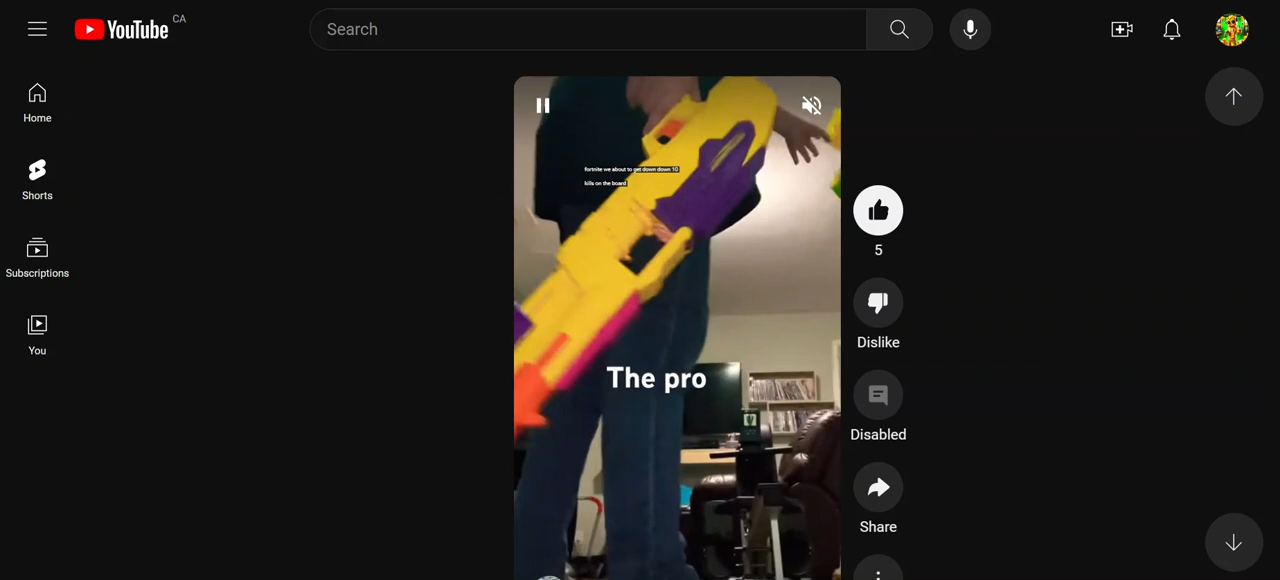 YouTube CA
Search
Home
Shorts
Subscriptions
You
fortnite we about to get down down 10
kills on the board
The pro
5
Dislike
Disabled
Share